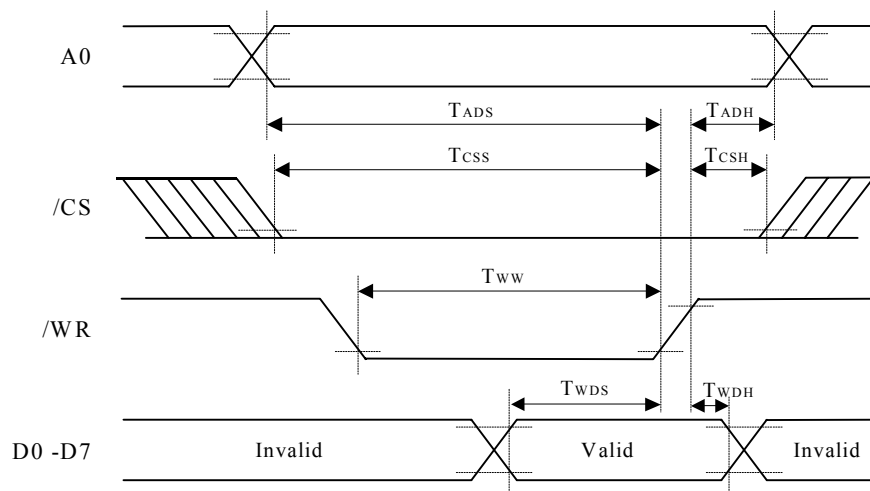 A0
TADS
TADH
TCSS
TCSH
/CS
TWW
/WR
TWDS
TWDH
D0 -D7
Invalid
Valid
Invalid